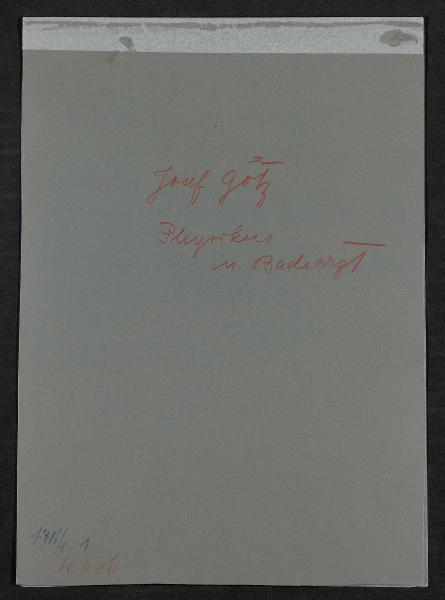 Josef Götz
Physikus
u. Badearzt